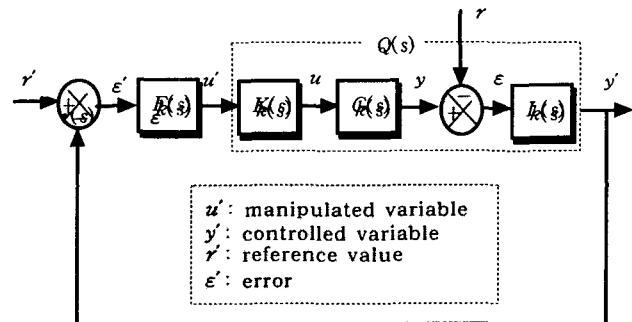 r
Q(s)
r' ε' u' u y ε y'
u' : manipulated variable
y' : controlled variable
r' : reference value
ε' : error